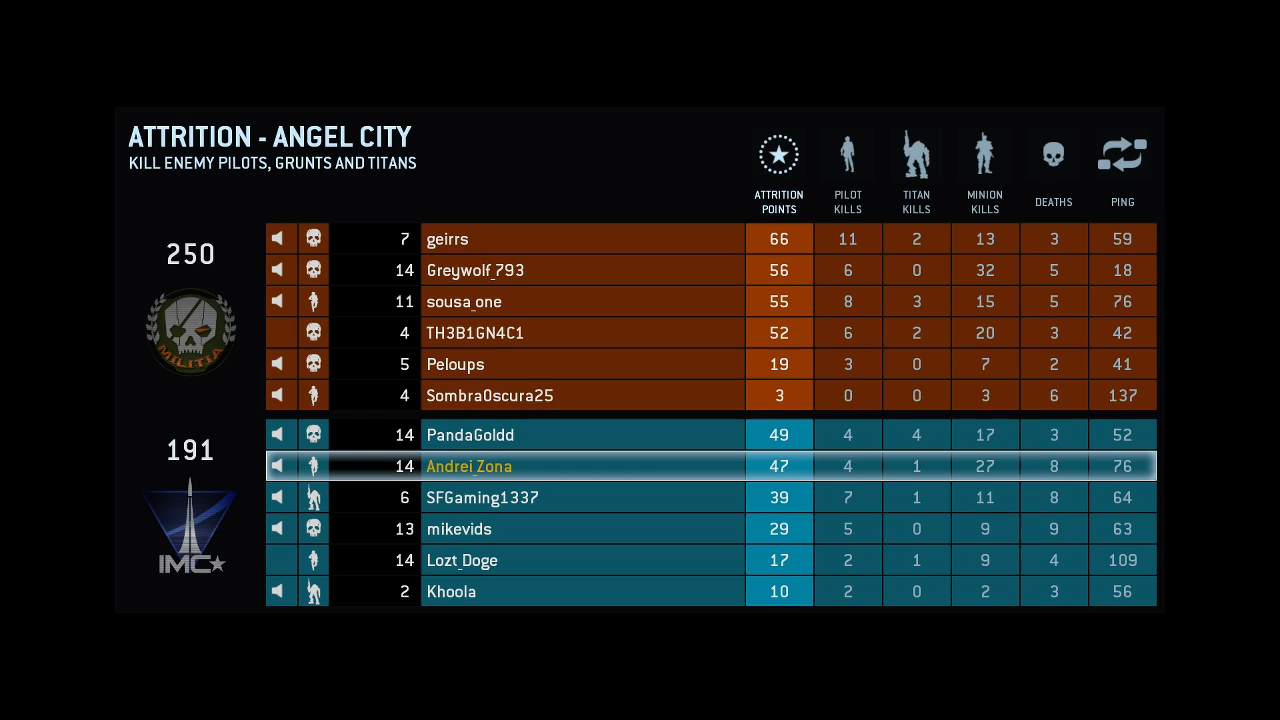 ATTRITION - ANGEL CITY
KILL ENEMY PILOTS, GRUNTS AND TITANS
ATTRITION POINTS PILOT KILLS TITAN KILLS MINION KILLS DEATHS PING
250
MILITIA
7 geirrs 66 11 2 13 3 59
14 Greywolf_793 56 6 0 32 5 18
11 sousa_one 55 8 3 15 5 76
4 TH3B1GN4C1 52 6 2 20 3 42
5 Peloups 19 3 0 7 2 41
4 SombraOscura25 3 0 0 3 6 137
191
IMC
14 PandaGoldd 49 4 4 17 3 52
14 Andrei_Zona 47 4 1 27 8 76
6 SFGaming1337 39 7 1 11 8 64
13 mikevids 29 5 0 9 9 63
14 Lozt_Doge 17 2 1 9 4 109
2 Khoola 10 2 0 2 3 56